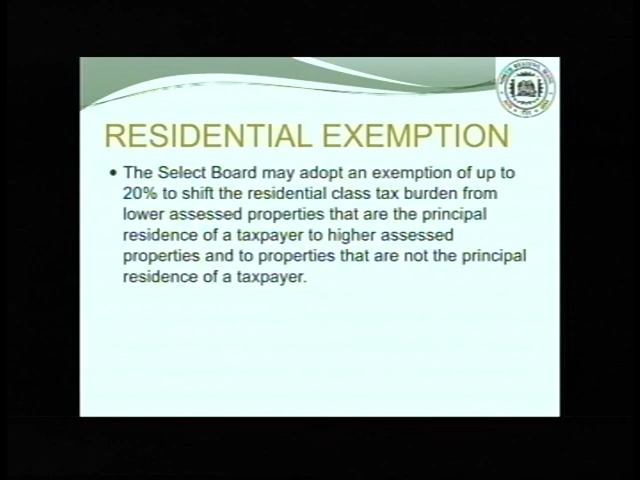 RESIDENTIAL EXEMPTION
• The Select Board may adopt an exemption of up to
20% to shift the residential class tax burden from
lower assessed properties that are the principal
residence of a taxpayer to higher assessed
properties and to properties that are not the principal
residence of a taxpayer.